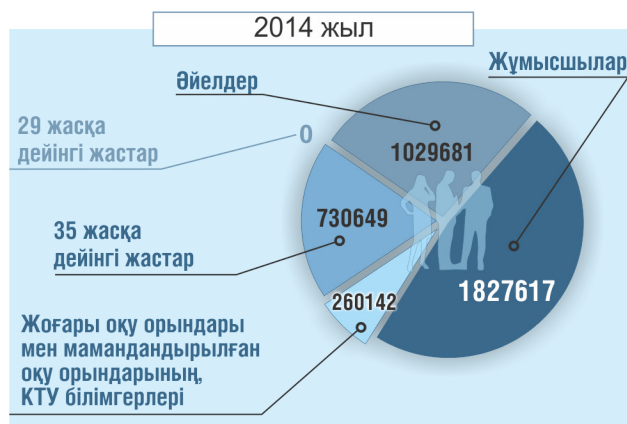 2014 жыл
Жұмысшылар
Әйелдер
29 жасқа
дейінгі жастар
0
1029681
730649
35 жасқа
дейінгі жастар
260142
1827617
Жоғары оқу орындары
мен мамандандырылған
оқу орындарының,
КТУ білімгерлері